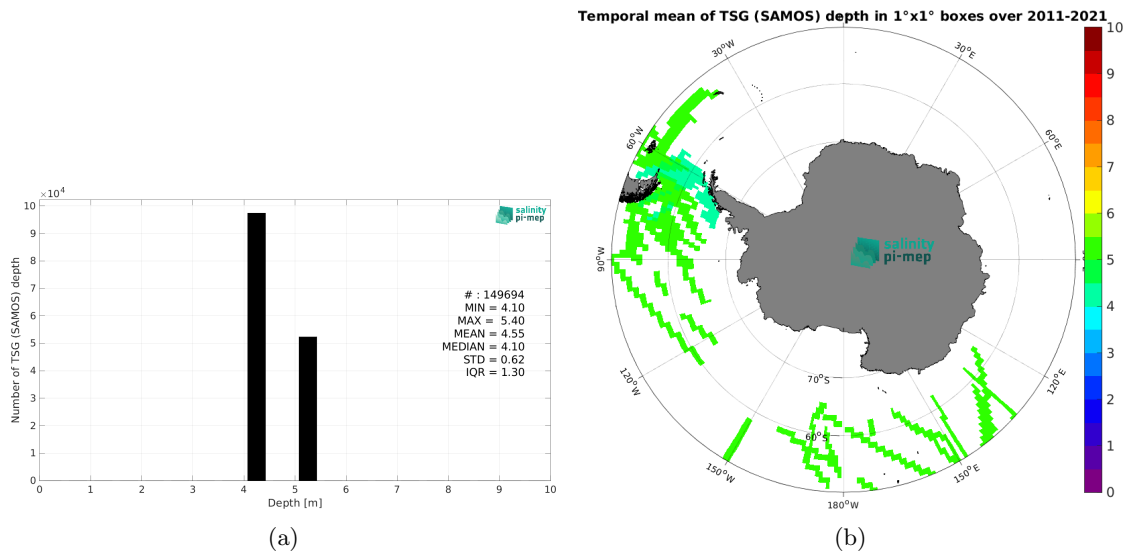 ×10⁴
10
9
8
7
6
5
4
3
2
1
0
Number of TSG (SAMOS) depth
salinity
pi-mep
# : 149694
MIN = 4.10
MAX = 5.40
MEAN = 4.55
MEDIAN = 4.10
STD = 0.62
IQR = 1.30
0 1 2 3 4 5 6 7 8 9 10
Depth [m]
(a)
Temporal mean of TSG (SAMOS) depth in 1°x1° boxes over 2011-2021
30°W
30°E
60°W
60°E
90°W
salinity
pi-mep
120°W
120°E
70°S
60°S
150°W
150°E
180°W
10
9
8
7
6
5
4
3
2
1
0
(b)